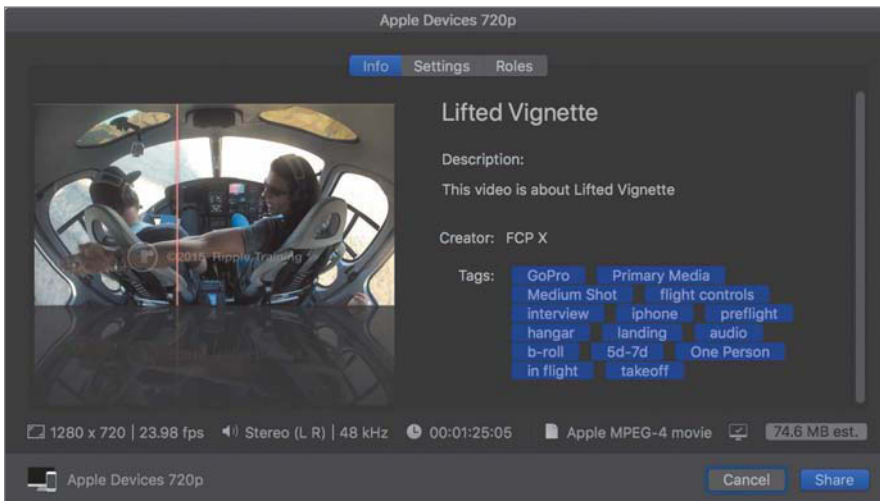 Apple Devices 720p
Info Settings Roles
Lifted Vignette
Description:
This video is about Lifted Vignette
©2015 Ripple Training
Creator: FCP X
Tags: GoPro Primary Media
Medium Shot flight controls
interview iphone preflight
hangar landing audio
b-roll 5d-7d One Person
in flight takeoff
1280 x 720 | 23.98 fps Stereo (L R) | 48 kHz 00:01:25:05 Apple MPEG-4 movie 74.6 MB est.
Apple Devices 720p Cancel Share